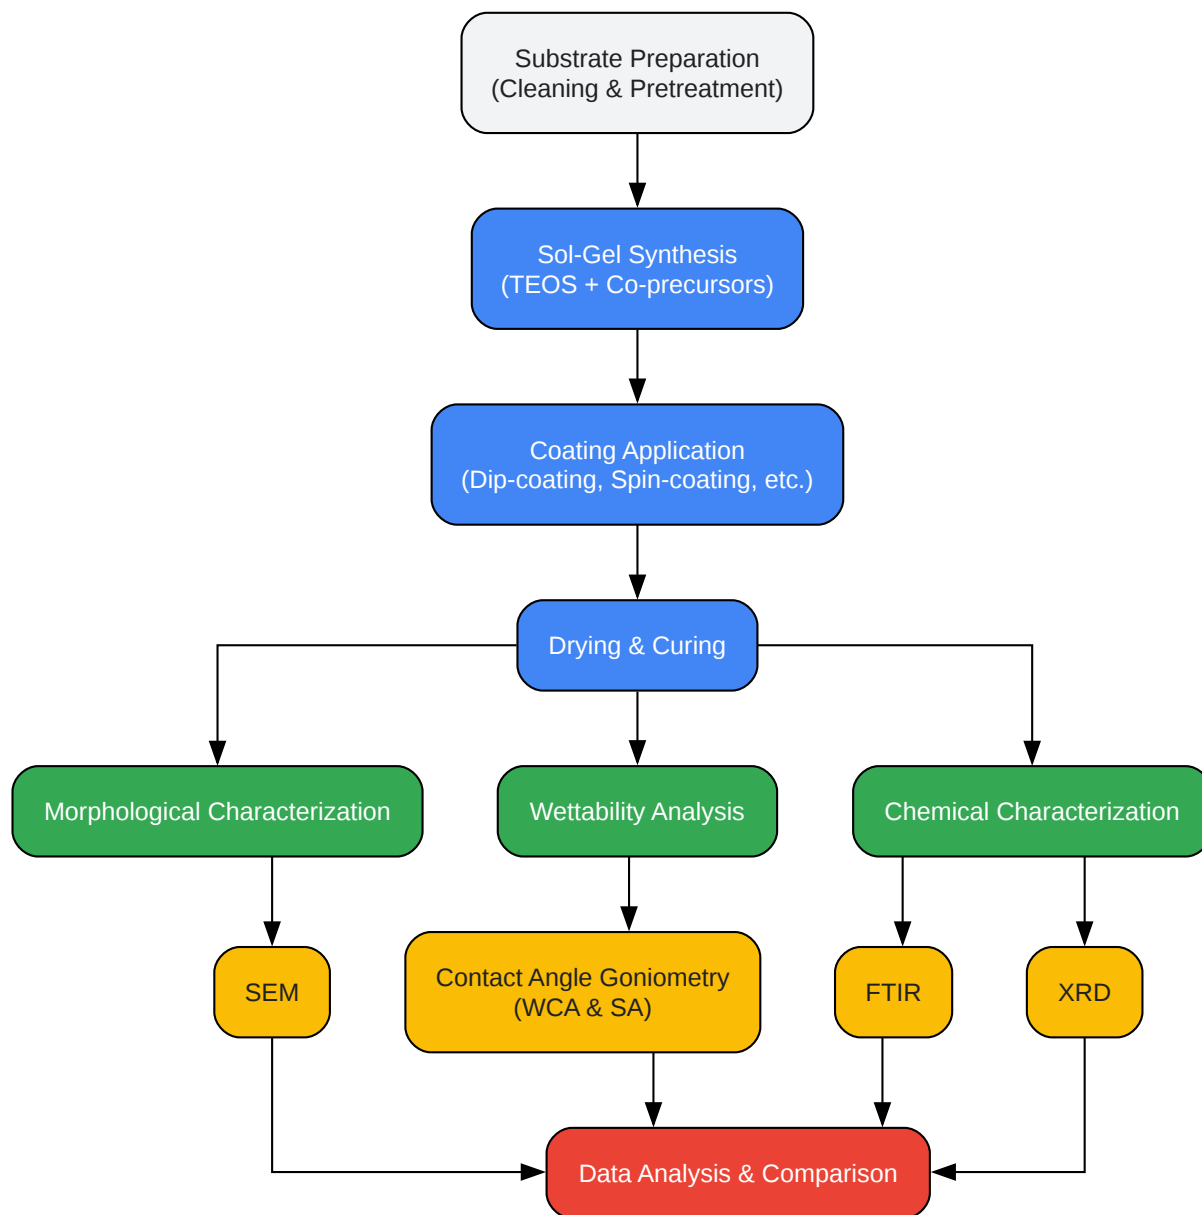 Substrate Preparation
(Cleaning & Pretreatment)
Sol-Gel Synthesis
(TEOS + Co-precursors)
Coating Application
(Dip-coating, Spin-coating, etc.)
Drying & Curing
Morphological Characterization
Wettability Analysis
Chemical Characterization
SEM
Contact Angle Goniometry
(WCA & SA)
FTIR
XRD
Data Analysis & Comparison